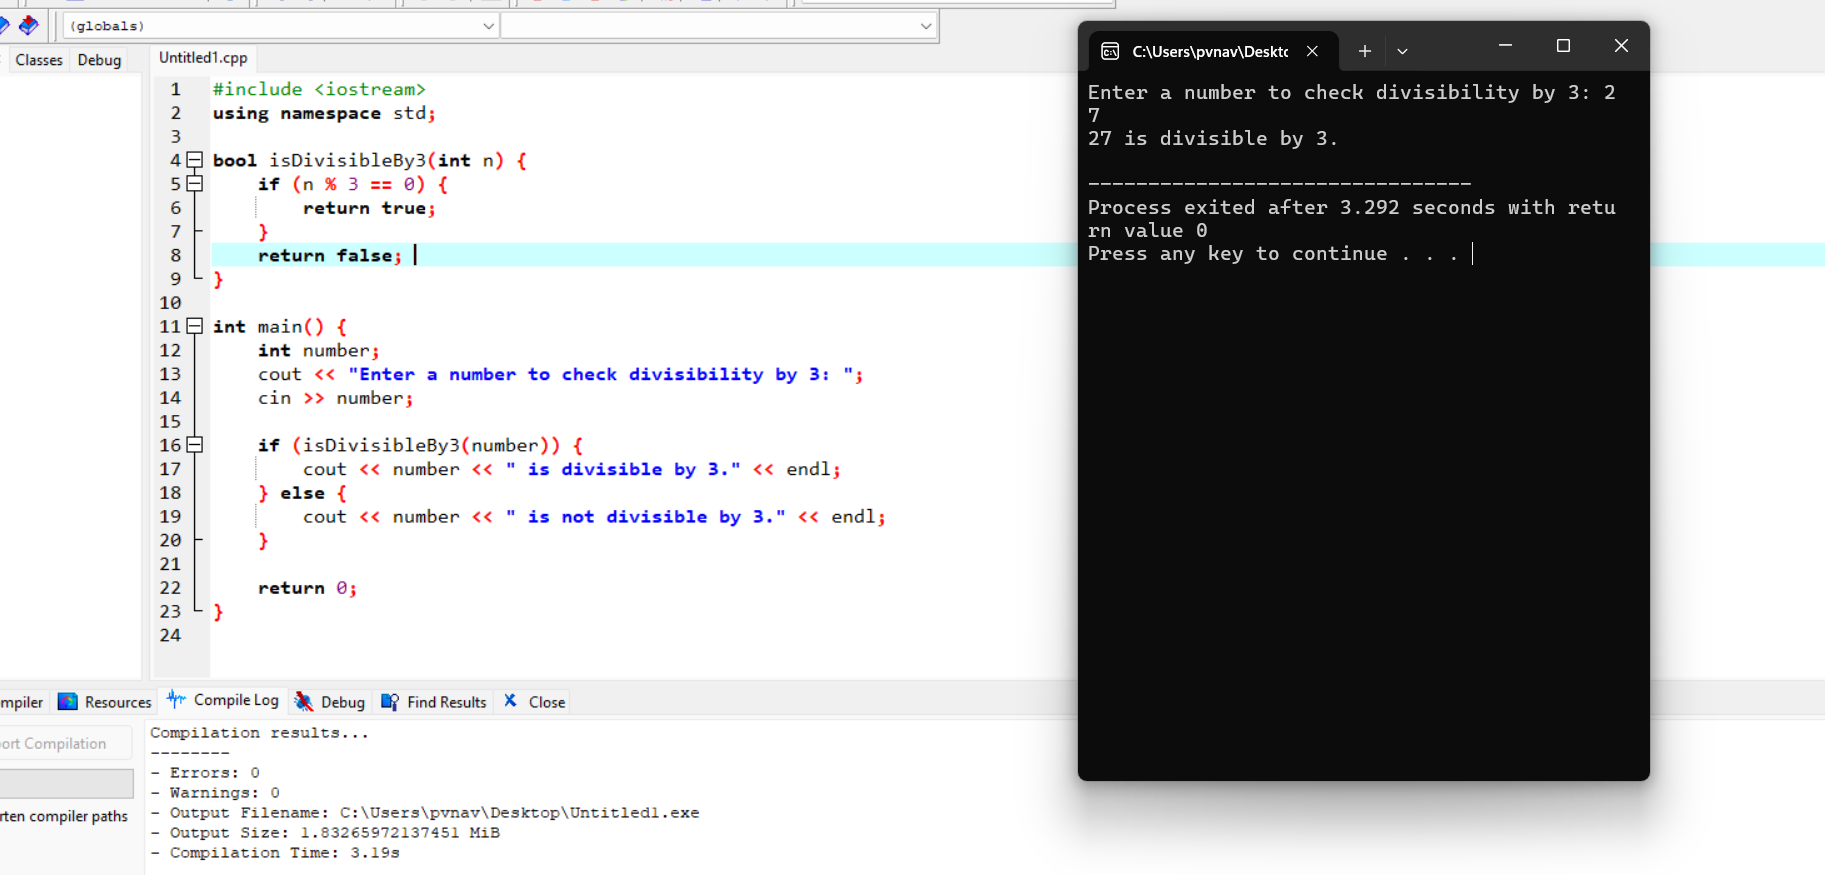 (globals)
Classes Debug
Untitled1.cpp
1 #include <iostream>
2 using namespace std;
3
4 bool isDivisibleBy3(int n) {
5     if (n % 3 == 0) {
6         return true;
7     }
8     return false;
9 }
10
11 int main() {
12     int number;
13     cout << "Enter a number to check divisibility by 3: ";
14     cin >> number;
15
16     if (isDivisibleBy3(number)) {
17         cout << number << " is divisible by 3." << endl;
18     } else {
19         cout << number << " is not divisible by 3." << endl;
20     }
21
22     return 0;
23 }
24
C:\Users\pvnav\Deskto
Enter a number to check divisibility by 3: 2
7
27 is divisible by 3.
--------------------------------
Process exited after 3.292 seconds with retu
rn value 0
Press any key to continue . . .
mpiler Resources Compile Log Debug Find Results Close
ort Compilation
rten compiler paths
Compilation results...
--------
- Errors: 0
- Warnings: 0
- Output Filename: C:\Users\pvnav\Desktop\Untitled1.exe
- Output Size: 1.83265972137451 MiB
- Compilation Time: 3.19s